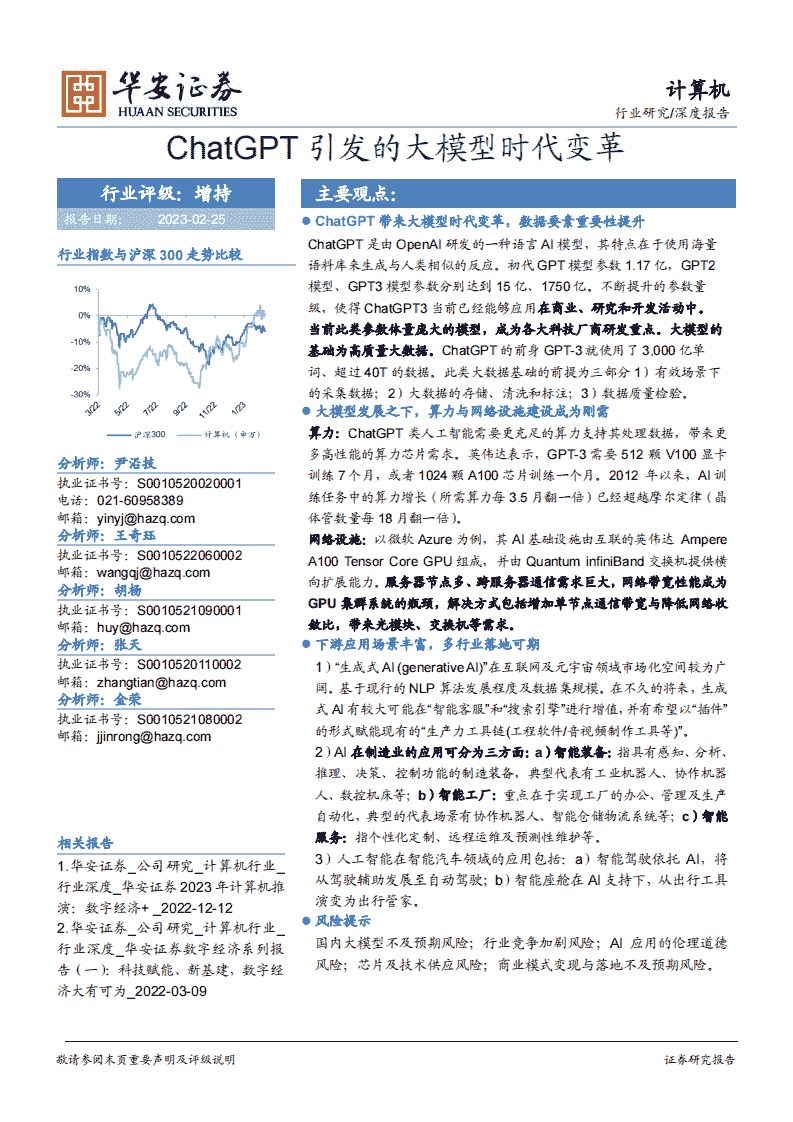 华安证券
HUAAN SECURITIES
计算机
行业研究/深度报告
ChatGPT 引发的大模型时代变革
行业评级：增持
报告日期： 2023-02-25
行业指数与沪深 300 走势比较
10%
0%
-10%
-20%
-30%
3/22 5/22 7/22 9/22 11/22 1/23
沪深300 计算机（申万）
分析师：尹沿技
执业证书号：S0010520020001
电话：021-60958389
邮箱：yinyj@hazq.com
分析师：王奇珏
执业证书号：S0010522060002
邮箱：wangqj@hazq.com
分析师：胡杨
执业证书号：S0010521090001
邮箱：huy@hazq.com
分析师：张天
执业证书号：S0010520110002
邮箱：zhangtian@hazq.com
分析师：金荣
执业证书号：S0010521080002
邮箱：jjinrong@hazq.com
相关报告
1.华安证券_公司研究_计算机行业_
行业深度_华安证券 2023 年计算机推
演：数字经济+ _2022-12-12
2.华安证券_公司研究_计算机行业_
行业深度_华安证券数字经济系列报
告（一）：科技赋能、新基建，数字经
济大有可为_2022-03-09
主要观点：
● ChatGPT 带来大模型时代变革，数据要素重要性提升
ChatGPT 是由 OpenAI 研发的一种语言 AI 模型，其特点在于使用海量
语料库来生成与人类相似的反应。初代 GPT 模型参数 1.17 亿，GPT2
模型、GPT3 模型参数分别达到 15 亿、1750 亿。不断提升的参数量
级，使得 ChatGPT3 当前已经能够应用在商业、研究和开发活动中。
当前此类参数体量庞大的模型，成为各大科技厂商研发重点。大模型的
基础为高质量大数据。ChatGPT 的前身 GPT-3 就使用了 3,000 亿单
词、超过 40T 的数据。此类大数据基础的前提为三部分 1）有效场景下
的采集数据；2）大数据的存储、清洗和标注；3）数据质量检验。
● 大模型发展之下，算力与网络设施建设成为刚需
算力：ChatGPT 类人工智能需要更充足的算力支持其处理数据，带来更
多高性能的算力芯片需求。英伟达表示，GPT-3 需要 512 颗 V100 显卡
训练 7 个月，或者 1024 颗 A100 芯片训练一个月。2012 年以来，AI 训
练任务中的算力增长（所需算力每 3.5 月翻一倍）已经超越摩尔定律（晶
体管数量每 18 月翻一倍）。
网络设施：以微软 Azure 为例，其 AI 基础设施由互联的英伟达 Ampere
A100 Tensor Core GPU 组成，并由 Quantum infiniBand 交换机提供横
向扩展能力。服务器节点多、跨服务器通信需求巨大，网络带宽性能成为
GPU 集群系统的瓶颈，解决方式包括增加单节点通信带宽与降低网络收
敛比，带来光模块、交换机等需求。
● 下游应用场景丰富，多行业落地可期
1）“生成式 AI (generative AI)”在互联网及元宇宙领域市场化空间较为广
阔。基于现行的 NLP 算法发展程度及数据集规模。在不久的将来，生成
式 AI 有较大可能在“智能客服”和“搜索引擎”进行增值，并有希望以“插件”
的形式赋能现有的“生产力工具链(工程软件/音视频制作工具等)”。
2）AI 在制造业的应用可分为三方面：a）智能装备：指具有感知、分析、
推理、决策、控制功能的制造装备，典型代表有工业机器人、协作机器
人、数控机床等；b）智能工厂：重点在于实现工厂的办公、管理及生产
自动化，典型的代表场景有协作机器人、智能仓储物流系统等；c）智能
服务：指个性化定制、远程运维及预测性维护等。
3）人工智能在智能汽车领域的应用包括：a）智能驾驶依托 AI，将
从驾驶辅助发展至自动驾驶；b）智能座舱在 AI 支持下，从出行工具
演变为出行管家。
● 风险提示
国内大模型不及预期风险；行业竞争加剧风险；AI 应用的伦理道德
风险；芯片及技术供应风险；商业模式变现与落地不及预期风险。
敬请参阅末页重要声明及评级说明
证券研究报告